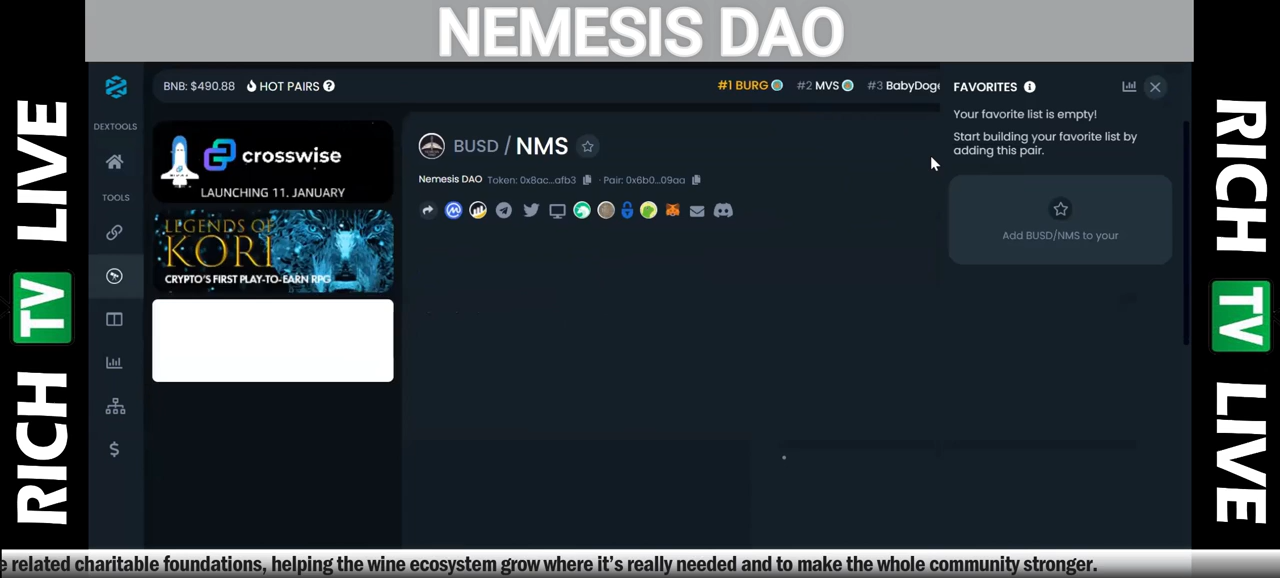 NEMESIS DAO
RICH TV LIVE
BNB: $490.88 HOT PAIRS ?
#1 BURG #2 MVS #3 BabyDoge
DEXTOOLS
TOOLS
crosswise
LAUNCHING 11. JANUARY
LEGENDS OF
KORI
CRYPTO'S FIRST PLAY-TO-EARN RPG
BUSD / NMS
Nemesis DAO Token: 0x8ac...afb3 - Pair: 0x6b0...09aa
FAVORITES
Your favorite list is empty!
Start building your favorite list by
adding this pair.
Add BUSD/NMS to your
RICH TV LIVE
e related charitable foundations, helping the wine ecosystem grow where it's really needed and to make the whole community stronger.